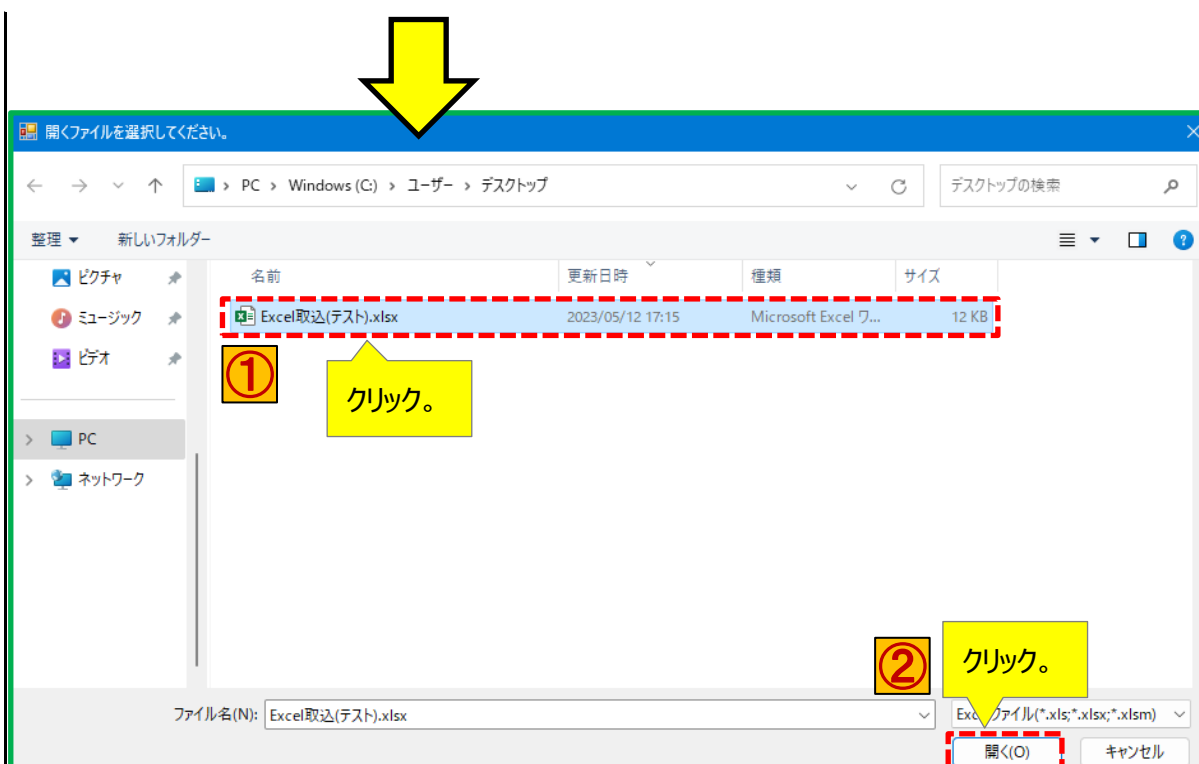 開くファイルを選択してください。
PC > Windows (C:) > ユーザー > デスクトップ
デスクトップの検索
整理 新しいフォルダー
ピクチャ
ミュージック
ビデオ
PC
ネットワーク
名前 更新日時 種類 サイズ
Excel取込(テスト).xlsx 2023/05/12 17:15 Microsoft Excel ワ... 12 KB
①
クリック。
②
クリック。
ファイル名(N): Excel取込(テスト).xlsx
ファイル(*.xls;*.xlsx;*.xlsm)
開く(O) キャンセル